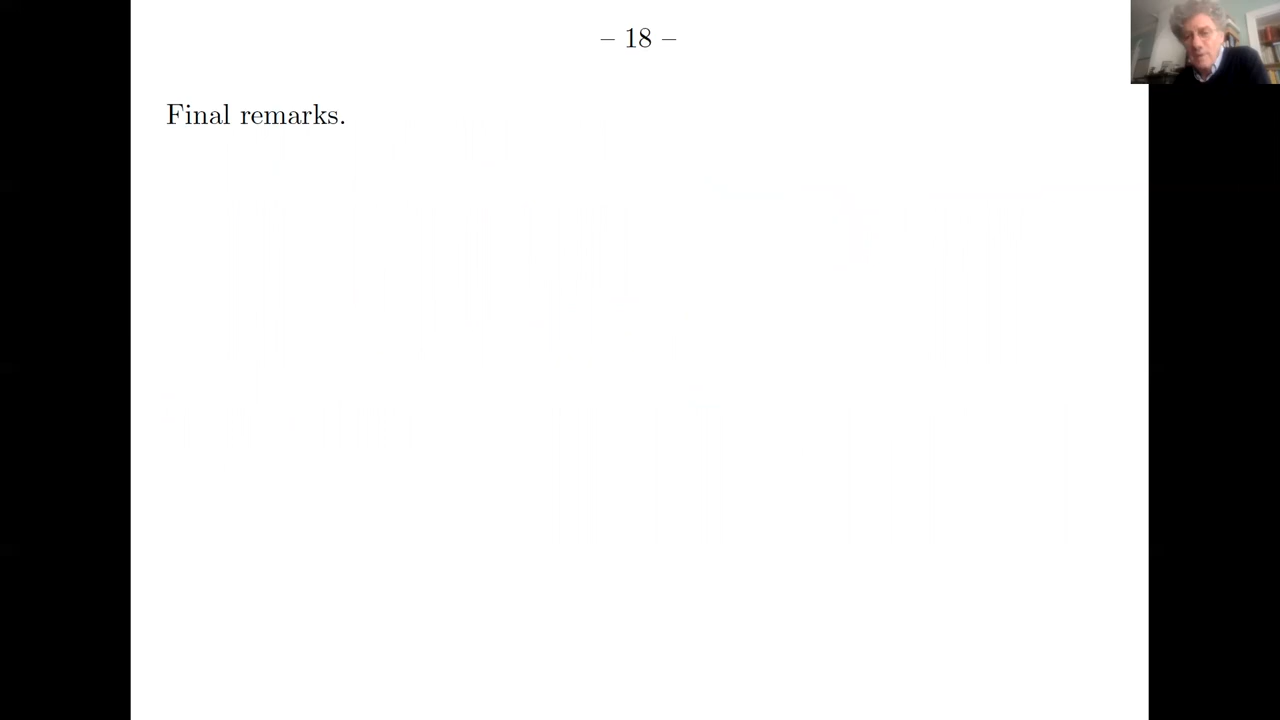 – 18 –
Final remarks.